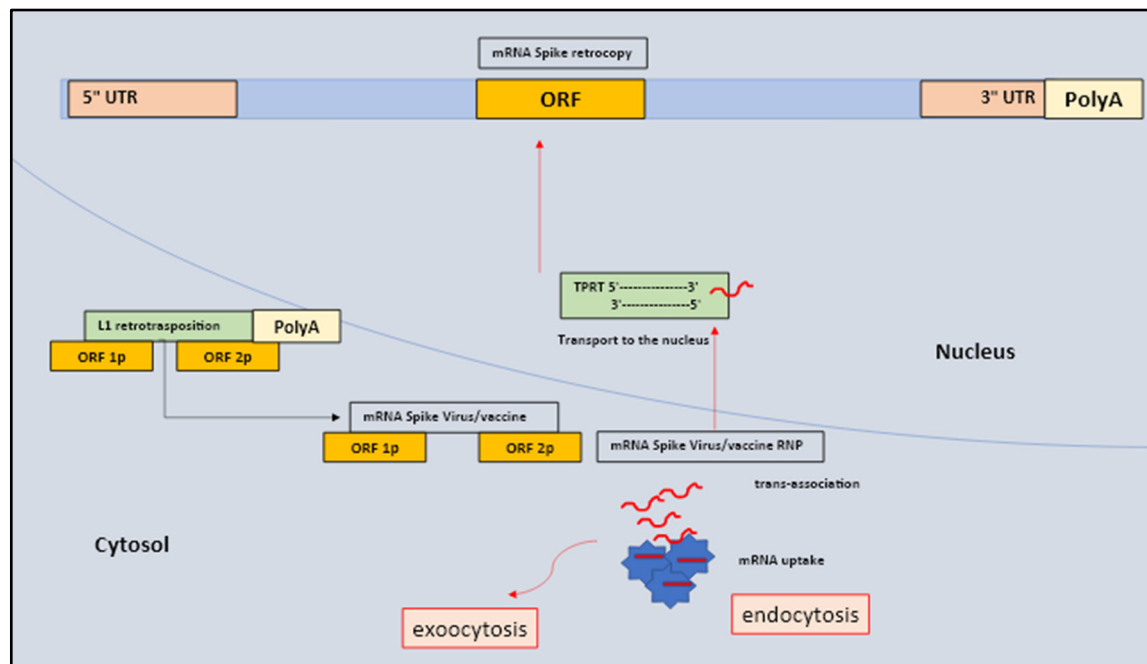 mRNA Spike retrocopy
5" UTR
ORF
3" UTR
PolyA
TPRT 5'---------------3'
3'---------------5'
Transport to the nucleus
Nucleus
L1 retrotrasposition
PolyA
ORF 1p
ORF 2p
mRNA Spike Virus/vaccine
ORF 1p
ORF 2p
mRNA Spike Virus/vaccine RNP
trans-association
Cytosol
mRNA uptake
exoocytosis
endocytosis